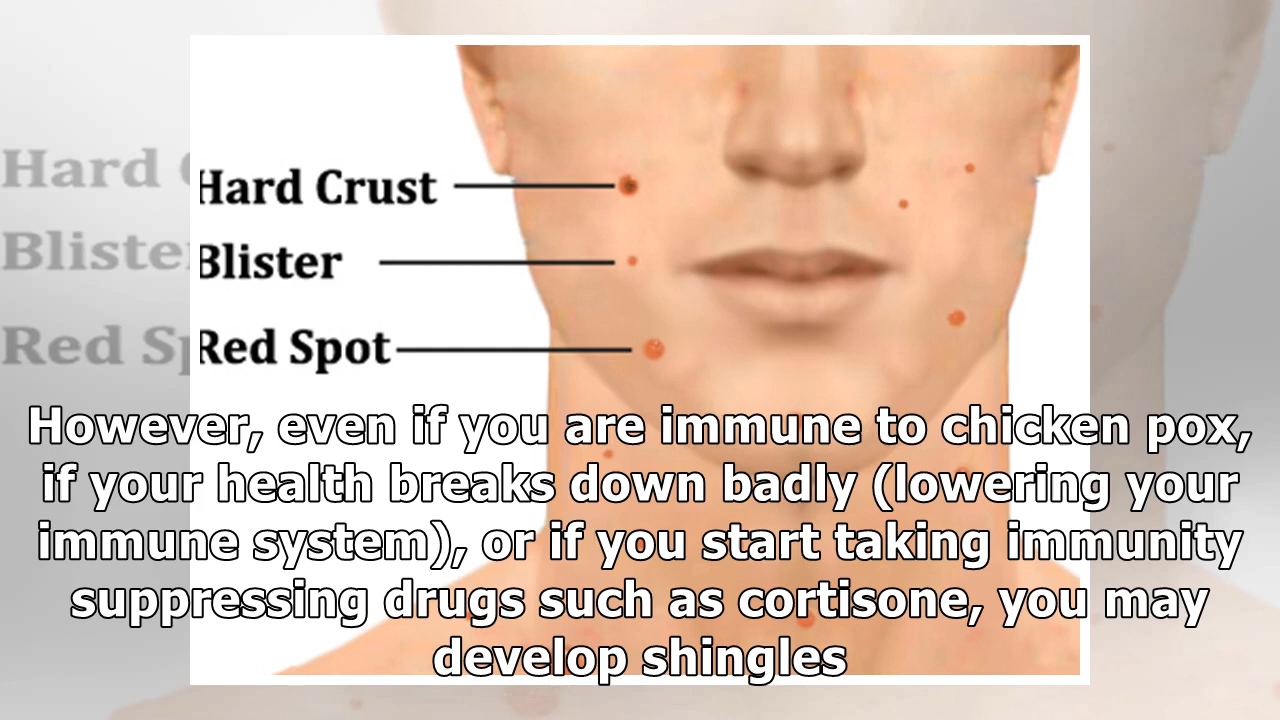 Hard Crust
Blister
Red Spot
However, even if you are immune to chicken pox,
if your health breaks down badly (lowering your
immune system), or if you start taking immunity
suppressing drugs such as cortisone, you may
develop shingles